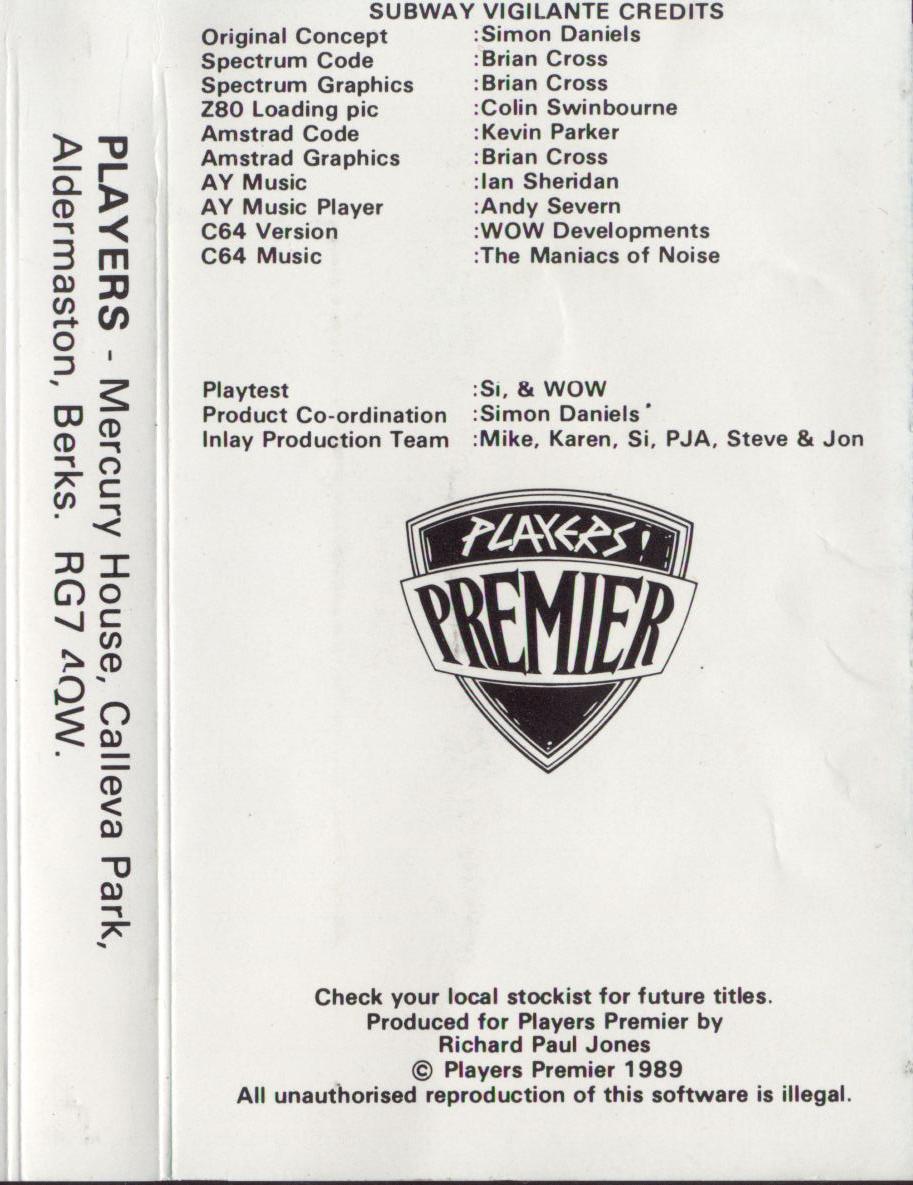 SUBWAY VIGILANTE CREDITS
Original Concept :Simon Daniels
Spectrum Code :Brian Cross
Spectrum Graphics :Brian Cross
Z80 Loading pic :Colin Swinbourne
Amstrad Code :Kevin Parker
Amstrad Graphics :Brian Cross
AY Music :Ian Sheridan
AY Music Player :Andy Severn
C64 Version :WOW Developments
C64 Music :The Maniacs of Noise
Playtest :Si, & WOW
Product Co-ordination :Simon Daniels
Inlay Production Team :Mike, Karen, Si, PJA, Steve & Jon
PLAYERS!
PREMIER
Check your local stockist for future titles.
Produced for Players Premier by
Richard Paul Jones
© Players Premier 1989
All unauthorised reproduction of this software is illegal.
PLAYERS - Mercury House, Calleva Park,
Aldermaston, Berks. RG7 4QW.